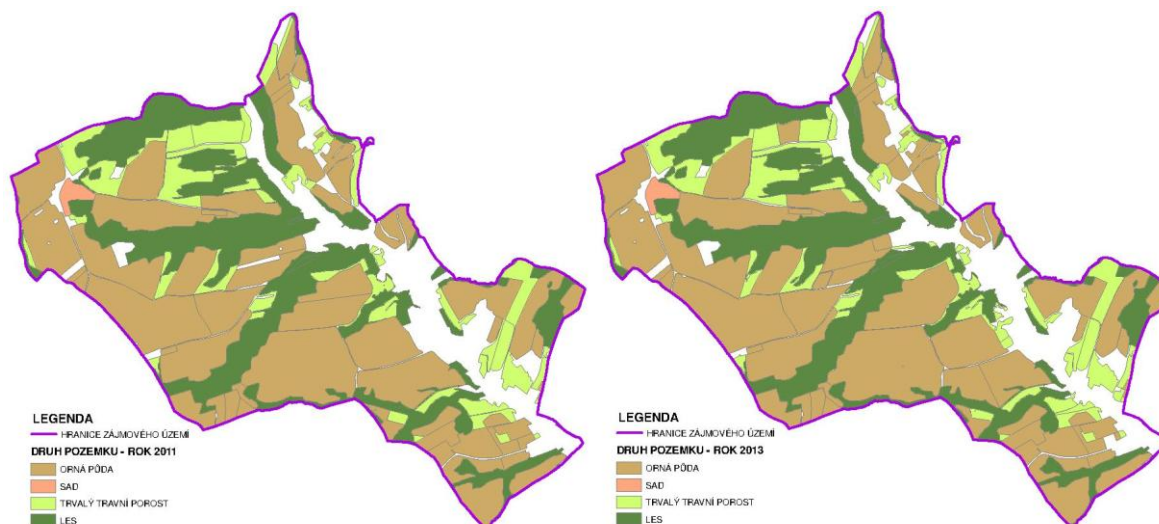 LEGENDA
HRANICE ZÁJMOVÉHO ÚZEMÍ
DRUH POZEMKU - ROK 2011
ORNÁ PŮDA
SAD
TRVALÝ TRAVNÍ POROST
LES
LEGENDA
HRANICE ZÁJMOVÉHO ÚZEMÍ
DRUH POZEMKU - ROK 2013
ORNÁ PŮDA
SAD
TRVALÝ TRAVNÍ POROST
LES